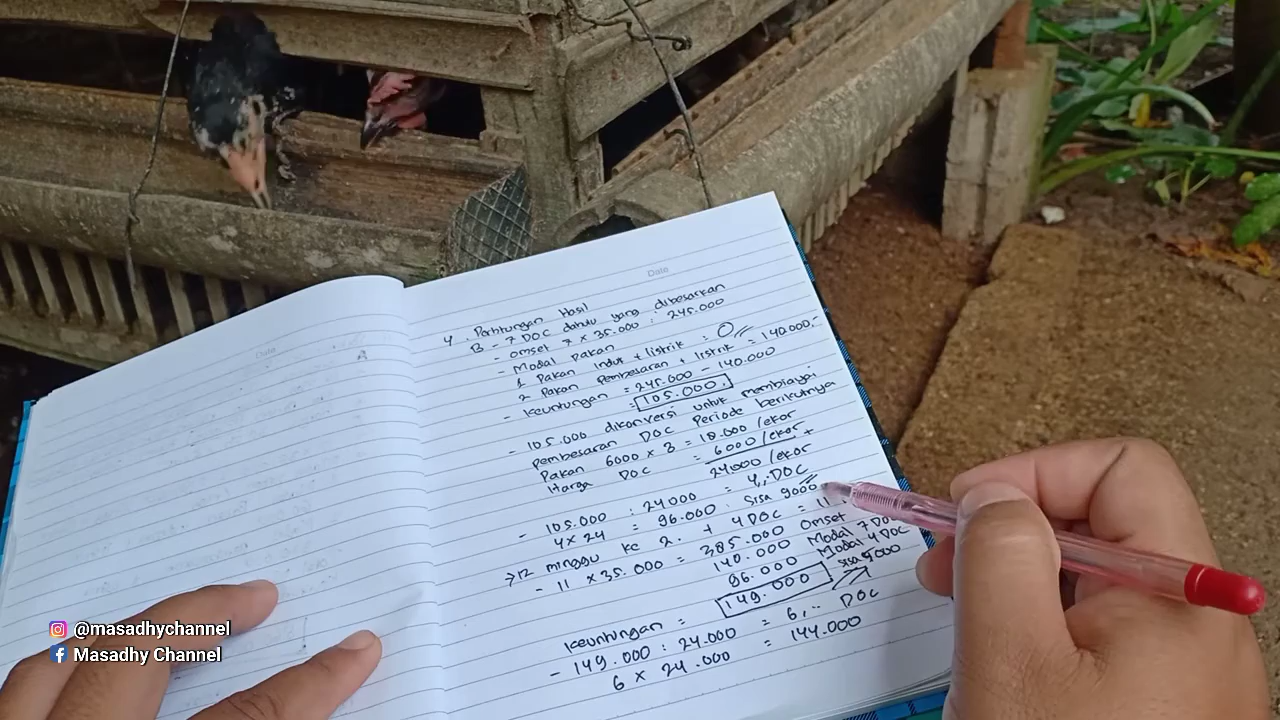 Date
Date
4. Perhitungan Hasil
B - 7 DOC dahulu yang dibesarkan
- omset 7 x 35.000 : 245.000
- Modal Pakan
1 Pakan Induk + listrik = 0
2 Pakan Pembesaran + listrik = 140.000,-
- Keuntungan = 245.000 - 140.000
= 105.000,
- 105.000 dikonversi untuk membiayai
pembesaran DOC Periode berikutnya
Pakan 6000 x 3 = 18.000 /ekor
Harga DOC = 6000 /ekor +
24000 /ekor
105.000 : 24000 = 4,. DOC
- 4 x 24 = 96.000 . Sisa 9000
→ 12 minggu ke 2. + 4 DOC = 11
- 11 x 35.000 = 385.000 Omset
140.000 Modal 7 DOC
96.000 Modal 4 DOC
Keuntungan = 149.000 sisa 5000
- 149.000 : 24.000 = 6,.. DOC
6 x 24.000 = 144.000
@masadhychannel
Masadhy Channel